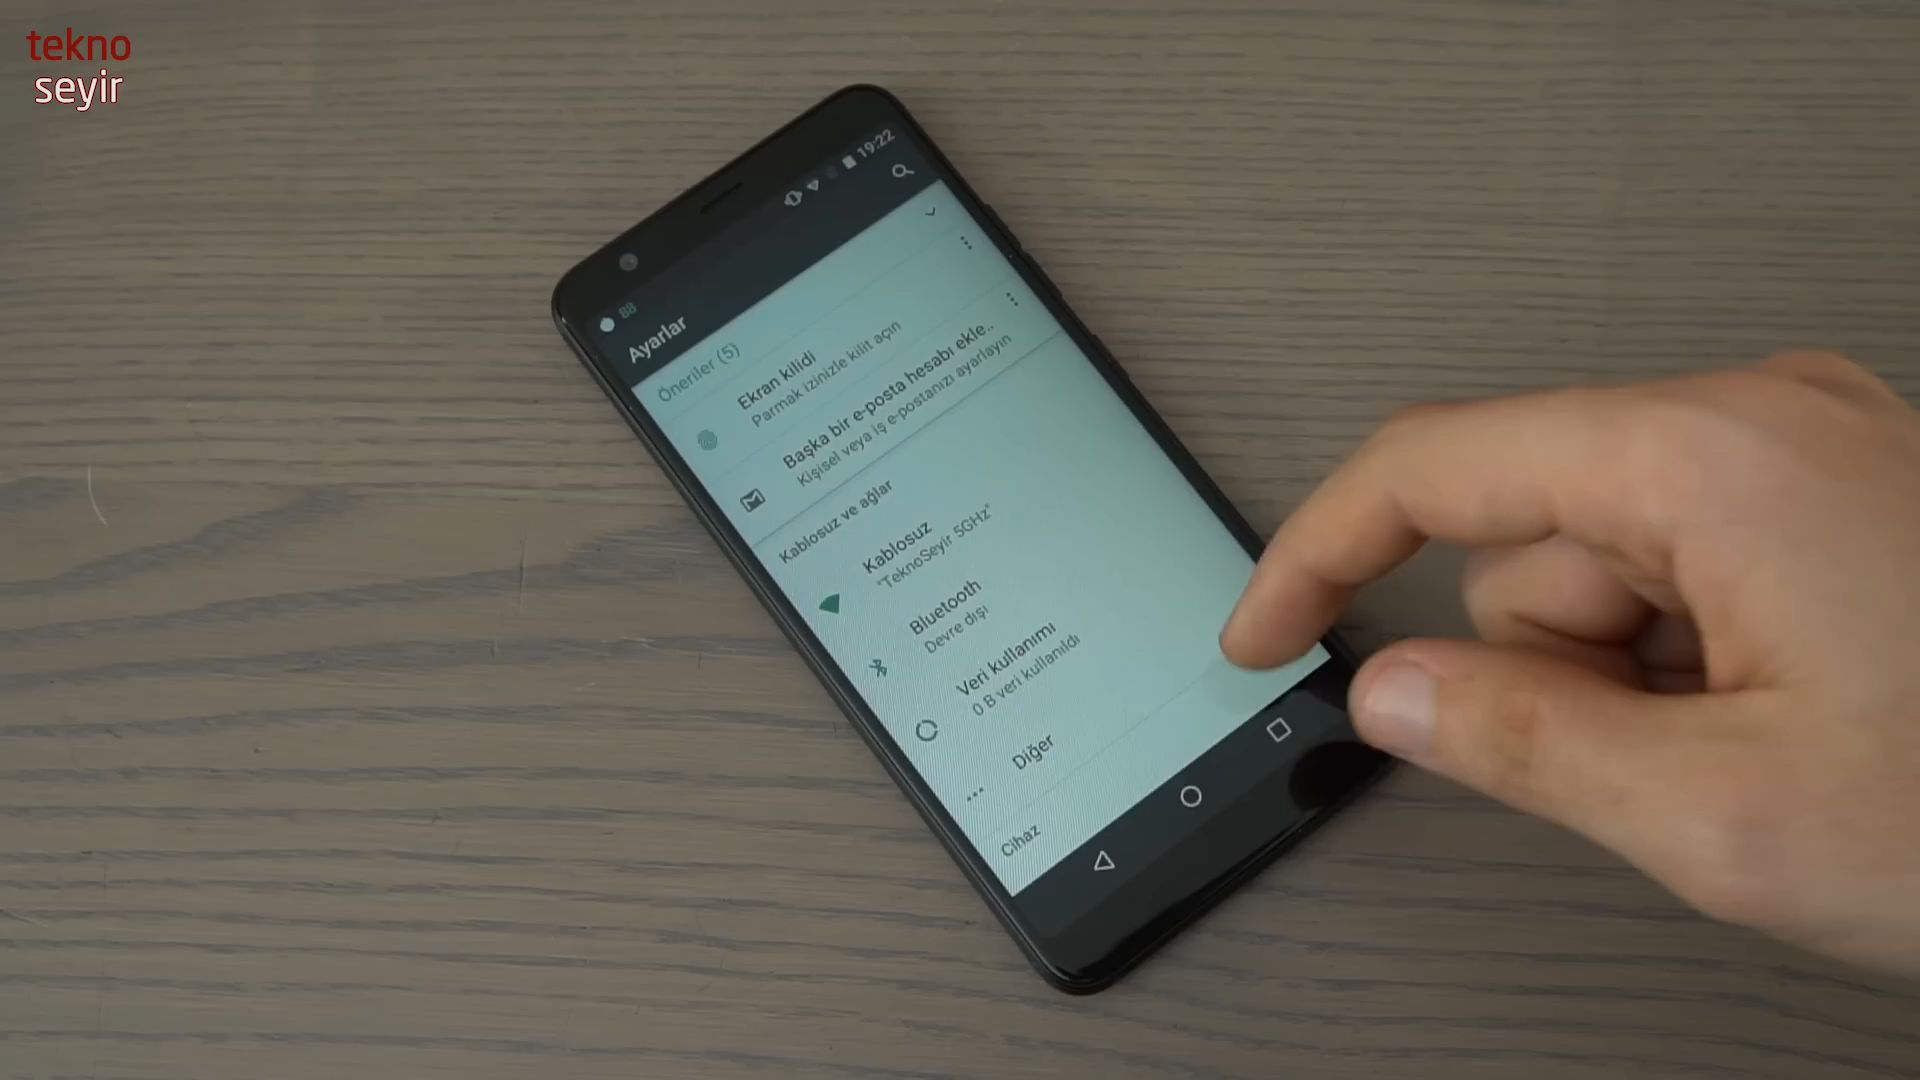 tekno
seyir
19:22
88
Ayarlar
Öneriler (5)
Ekran kilidi
Parmak izinizle kilit açın
Başka bir e-posta hesabı ekle..
Kişisel veya iş e-postanızı ayarlayın
Kablosuz ve ağlar
Kablosuz
"TeknoSeyir 5GHz"
Bluetooth
Devre dışı
Veri kullanımı
0 B veri kullanıldı
Diğer
Cihaz